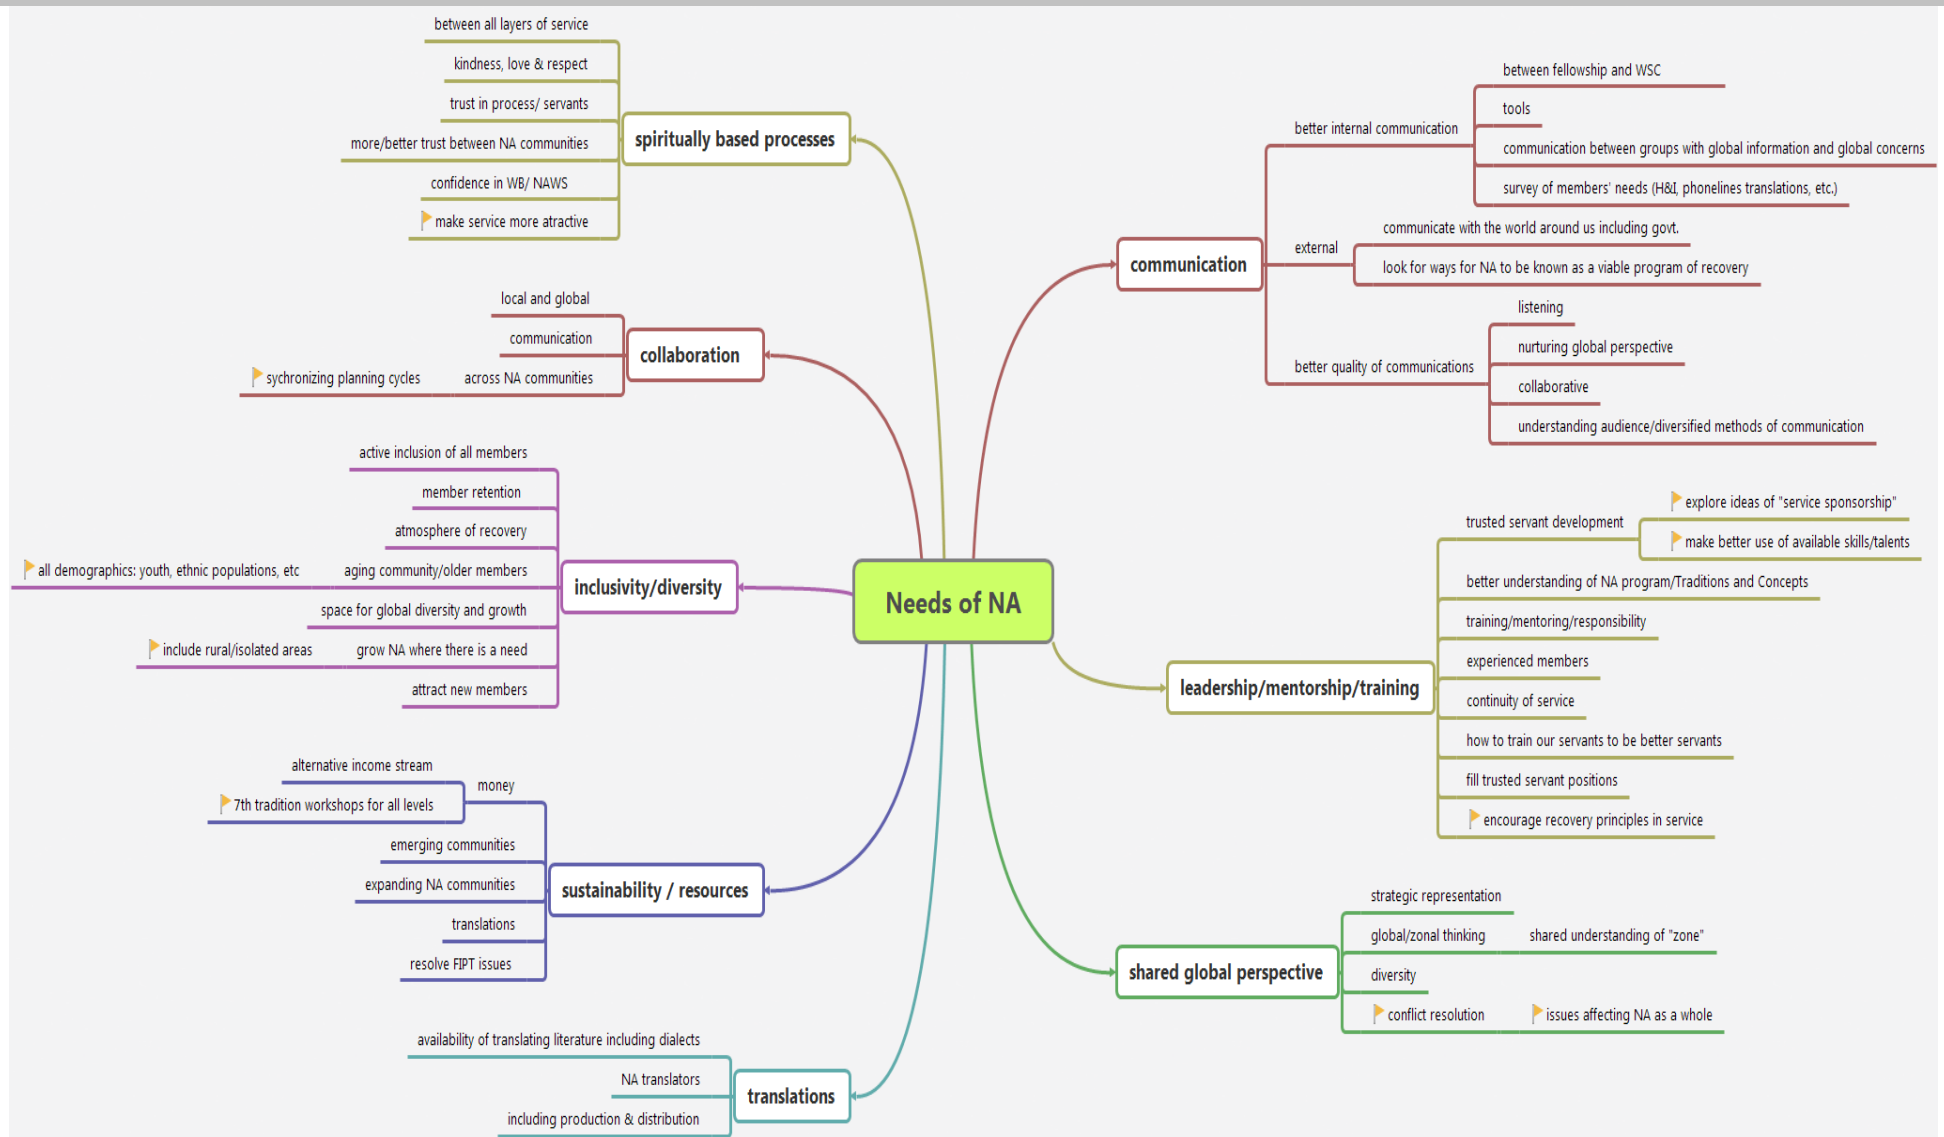 Needs of NA
communication
better internal communication
between fellowship and WSC
tools
communication between groups with global information and global concerns
survey of members' needs (H&I, phonelines translations, etc.)
external
communicate with the world around us including govt.
look for ways for NA to be known as a viable program of recovery
better quality of communications
listening
nurturing global perspective
collaborative
understanding audience/diversified methods of communication
leadership/mentorship/training
trusted servant development
explore ideas of "service sponsorship"
make better use of available skills/talents
better understanding of NA program/Traditions and Concepts
training/mentoring/responsibility
experienced members
continuity of service
how to train our servants to be better servants
fill trusted servant positions
encourage recovery principles in service
shared global perspective
strategic representation
global/zonal thinking
shared understanding of "zone"
diversity
conflict resolution
issues affecting NA as a whole
spiritually based processes
between all layers of service
kindness, love & respect
trust in process/ servants
more/better trust between NA communities
confidence in WB/ NAWS
make service more atractive
collaboration
local and global
communication
across NA communities
sychronizing planning cycles
inclusivity/diversity
active inclusion of all members
member retention
atmosphere of recovery
aging community/older members
all demographics: youth, ethnic populations, etc
space for global diversity and growth
grow NA where there is a need
include rural/isolated areas
attract new members
sustainability / resources
money
alternative income stream
7th tradition workshops for all levels
emerging communities
expanding NA communities
translations
resolve FIPT issues
translations
availability of translating literature including dialects
NA translators
including production & distribution